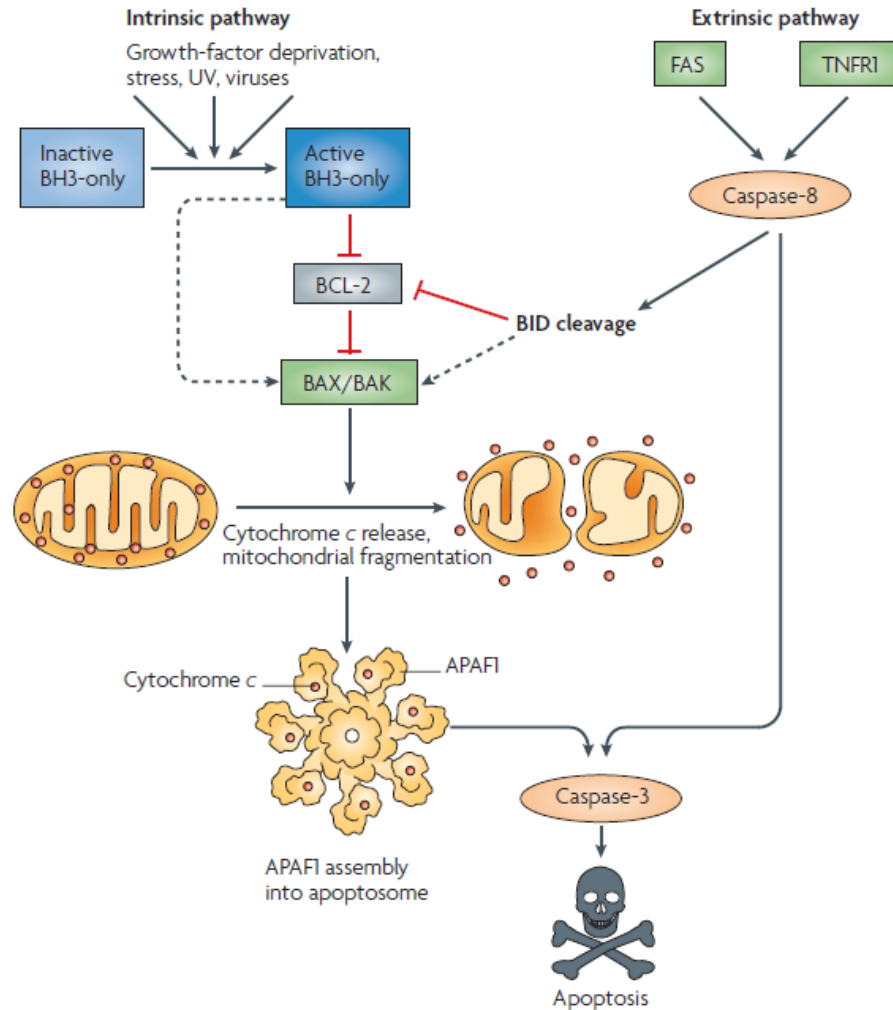 Intrinsic pathway
Extrinsic pathway
Growth-factor deprivation,
stress, UV, viruses
FAS
TNFR1
Inactive
BH3-only
Active
BH3-only
Caspase-8
BCL-2
BID cleavage
BAX/BAK
Cytochrome c release,
mitochondrial fragmentation
Cytochrome c
APAF1
Caspase-3
APAF1 assembly
into apoptosome
Apoptosis